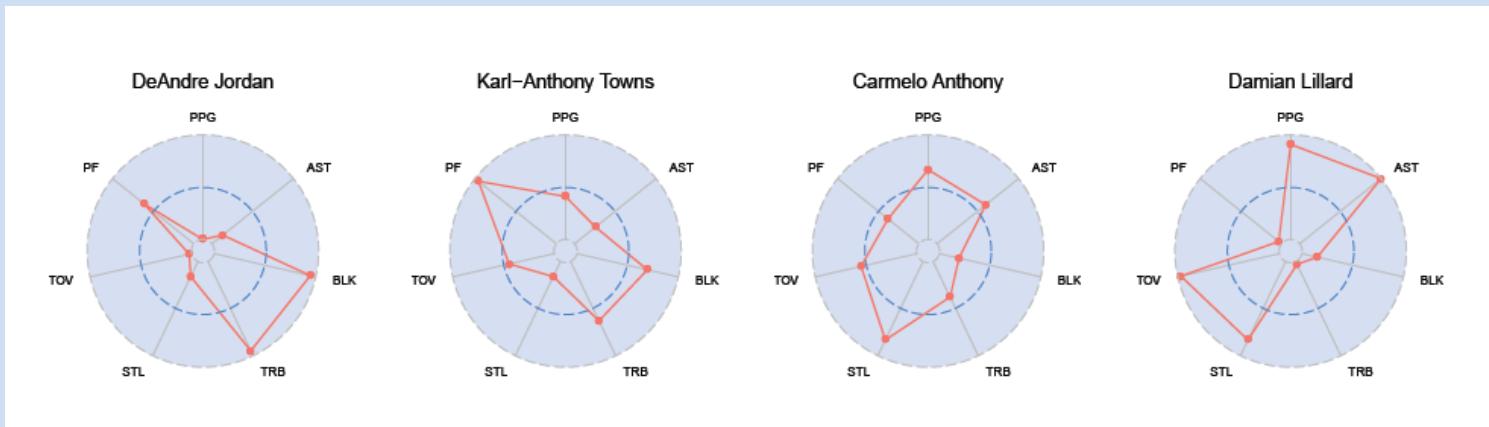 DeAndre Jordan
PPG
AST
BLK
TRB
STL
TOV
PF
Karl−Anthony Towns
PPG
AST
BLK
TRB
STL
TOV
PF
Carmelo Anthony
PPG
AST
BLK
TRB
STL
TOV
PF
Damian Lillard
PPG
AST
BLK
TRB
STL
TOV
PF